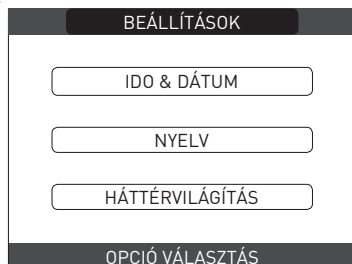 BEÁLLÍTÁSOK
IDO & DÁTUM
NYELV
HÁTTÉRVILÁGÍTÁS
OPCIÓ VÁLASZTÁS